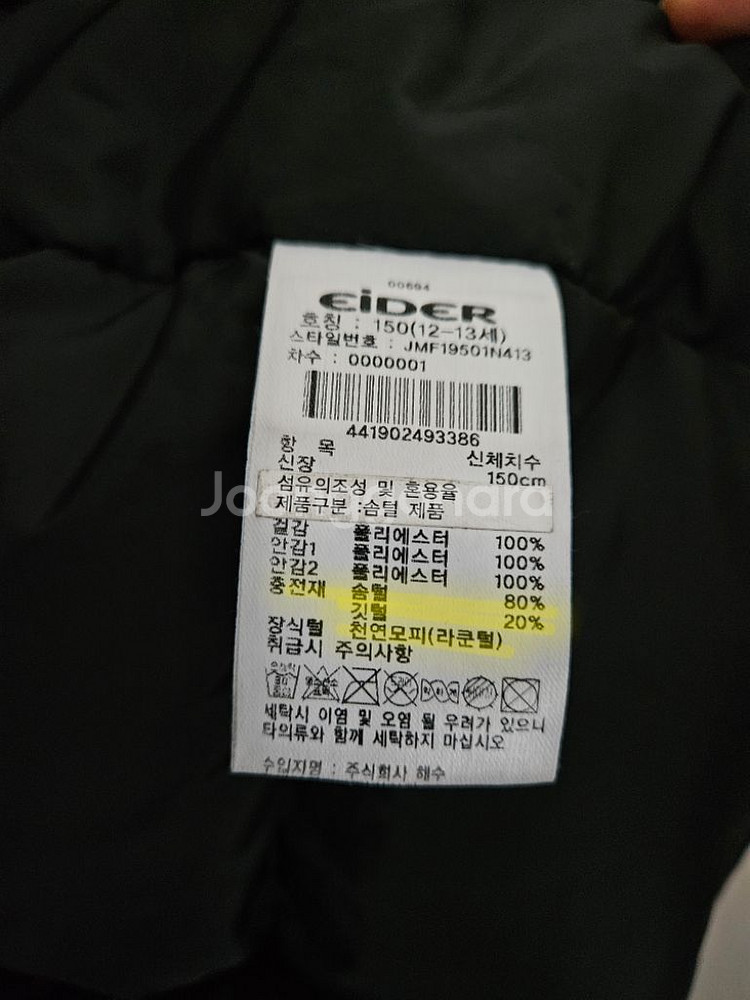 00694
EiDER
호칭 : 150(12-13세)
스타일번호 : JMF19501N413
차수 : 0000001
441902493386
항 목 신체치수
신장 150cm
섬유의조성 및 혼용율
제품구분 :솜털 제품
겉감 폴리에스터 100%
안감1 폴리에스터 100%
안감2 폴리에스터 100%
충전재 솜털 80%
깃털 20%
장식털 천연모피(라쿤털)
취급시 주의사항
세탁시 이염 및 오염 될 우려가 있으니
타의류와 함께 세탁하지 마십시오
수입자명 : 주식회사 해수
Joonggonara